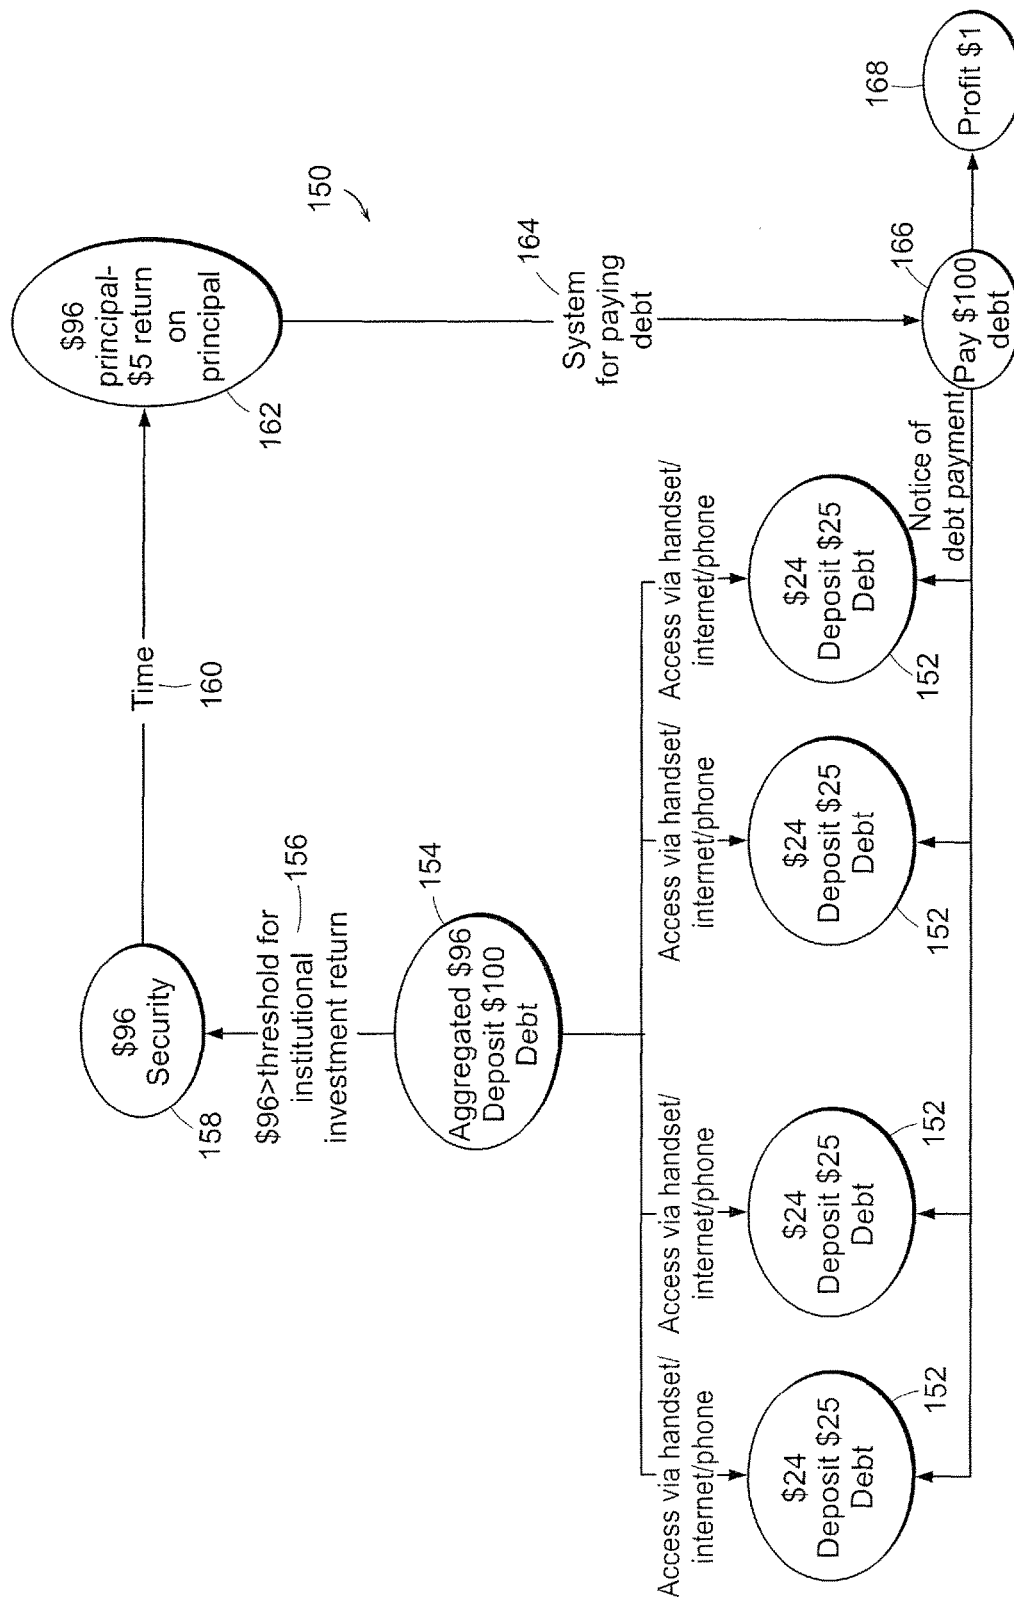 150
$96
Security
158
Time
160
$96
principal-
$5 return
on
principal
162
$96>threshold for
institutional
investment return
156
Aggregated $96
Deposit $100
Debt
154
System
for paying
debt
164
Access via handset/
internet/phone
Access via handset/
internet/phone
Access via handset/
internet/phone
Access via handset/
internet/phone
$24
Deposit $25
Debt
152
$24
Deposit $25
Debt
152
$24
Deposit $25
Debt
152
$24
Deposit $25
Debt
152
Notice of
debt payment
Pay $100
debt
166
Profit $1
168